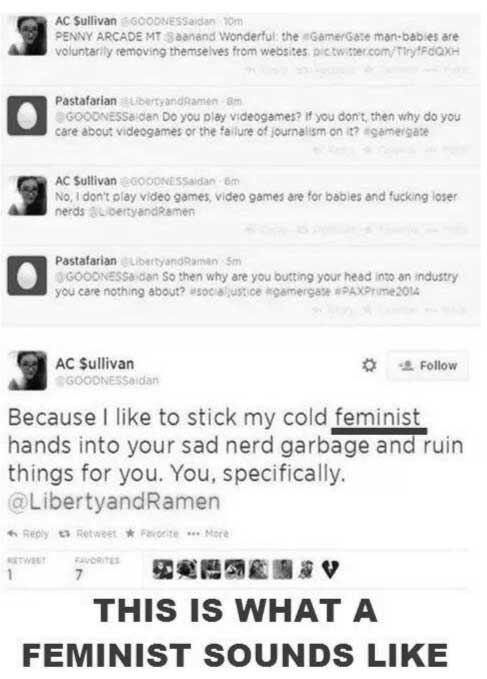 AC $ullivan @GOODNESSaidan 10m
PENNY ARCADE MT @aanand Wonderful: the #GamerGate man-babies are
voluntarily removing themselves from websites.
Pastafarian @LibertyandRamen 8m
@GOODNESSaidan Do you play videogames? If you don't, then why do you
care about videogames or the failure of journalism on it? #gamergate
AC $ullivan @GOODNESSaidan 6m
No, I don't play video games, video games are for babies and fucking loser
nerds @LibertyandRamen
Pastafarian @LibertyandRamen 5m
@GOODNESSaidan So then why are you butting your head into an industry
you care nothing about? #socialjustice #gamergate #PAXPrime2014
AC $ullivan
@GOODNESSaidan
Follow
Because I like to stick my cold feminist
hands into your sad nerd garbage and ruin
things for you. You, specifically.
@LibertyandRamen
Reply Retweet Favorite More
RETWEET FAVORITES
1 7
THIS IS WHAT A
FEMINIST SOUNDS LIKE